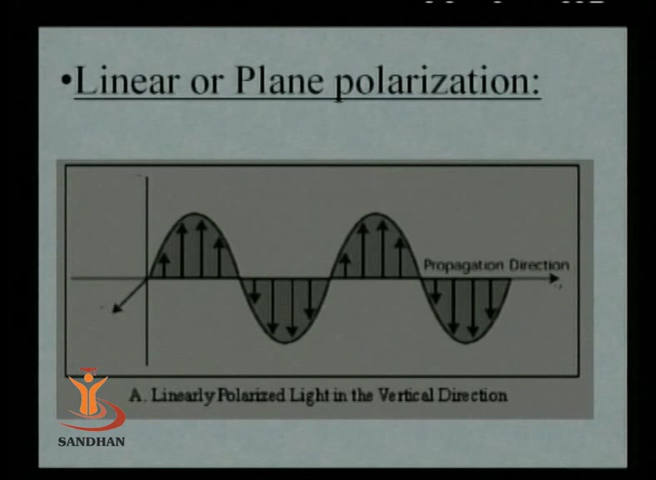 •Linear or Plane polarization:
Propagation Direction
A. Linearly Polarized Light in the Vertical Direction
SANDHAN